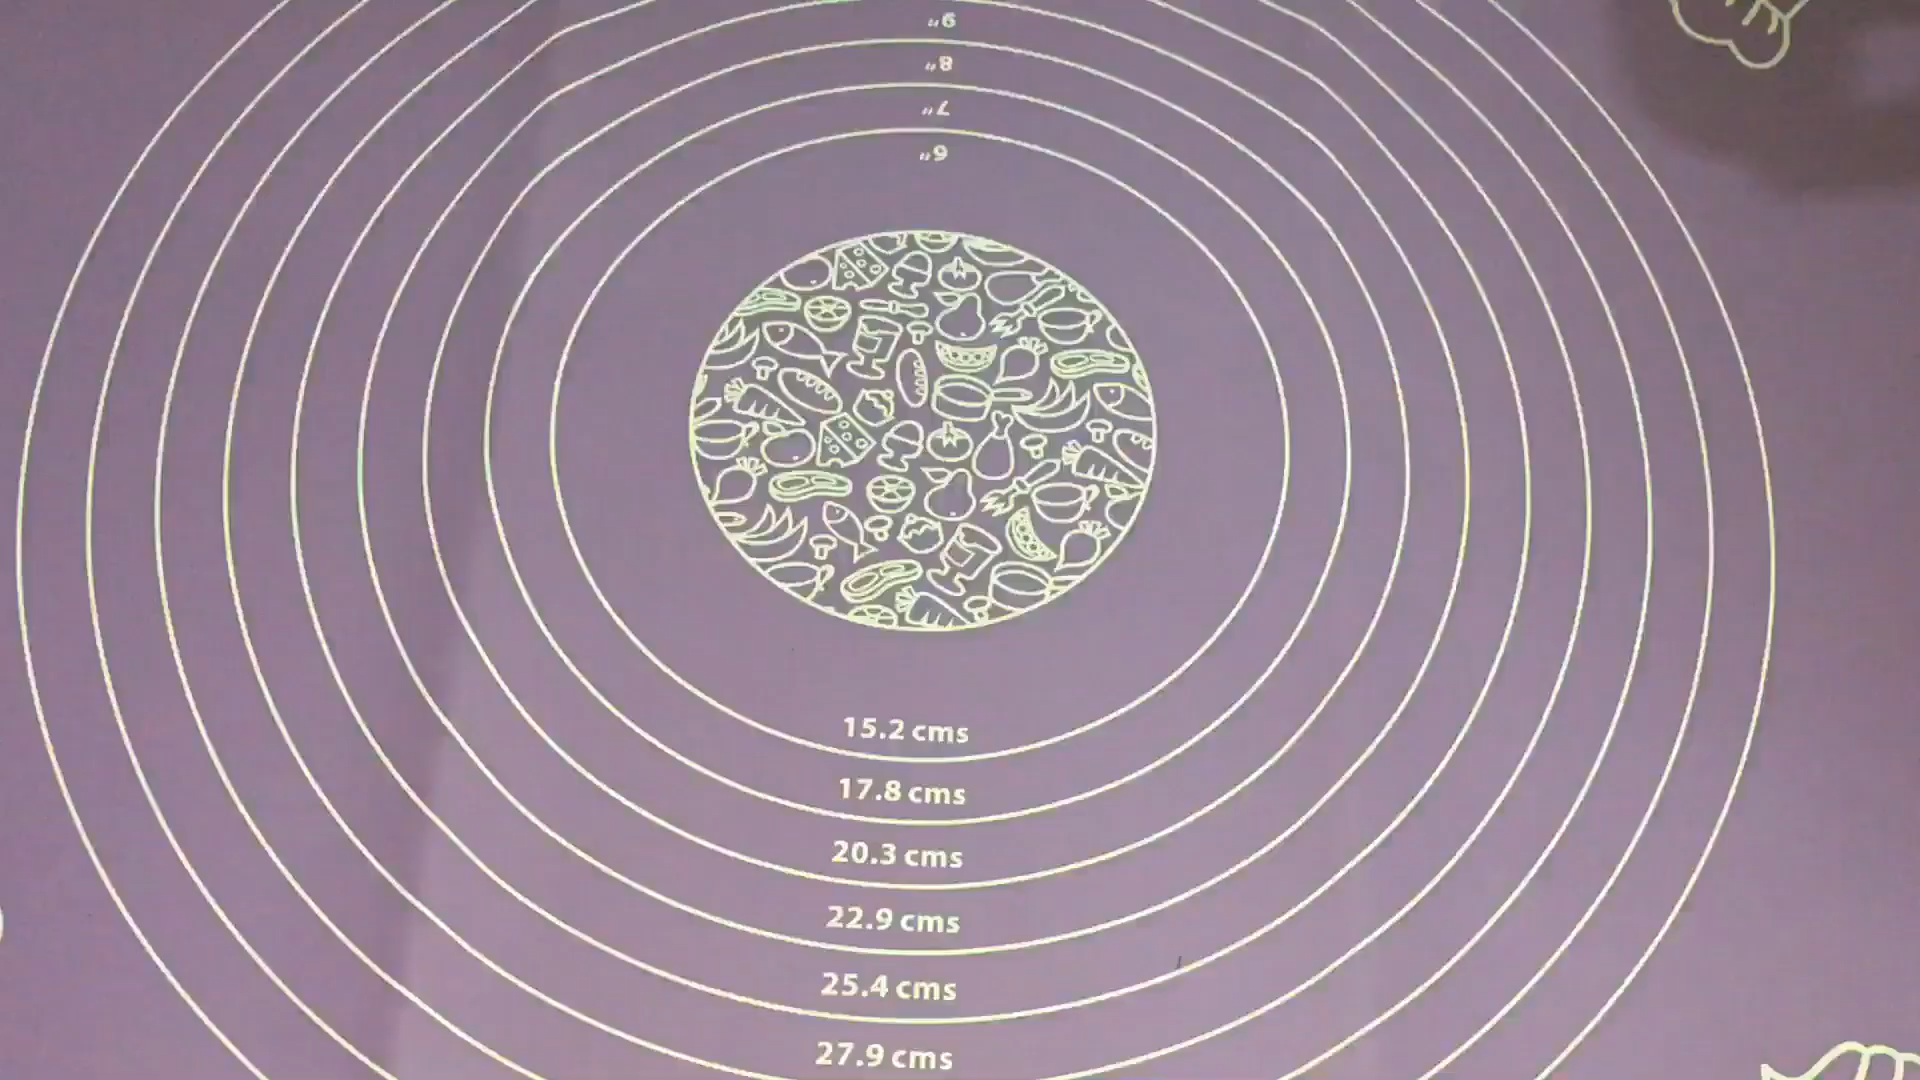 9"
8"
7"
6"
15.2 cms
17.8 cms
20.3 cms
22.9 cms
25.4 cms
27.9 cms